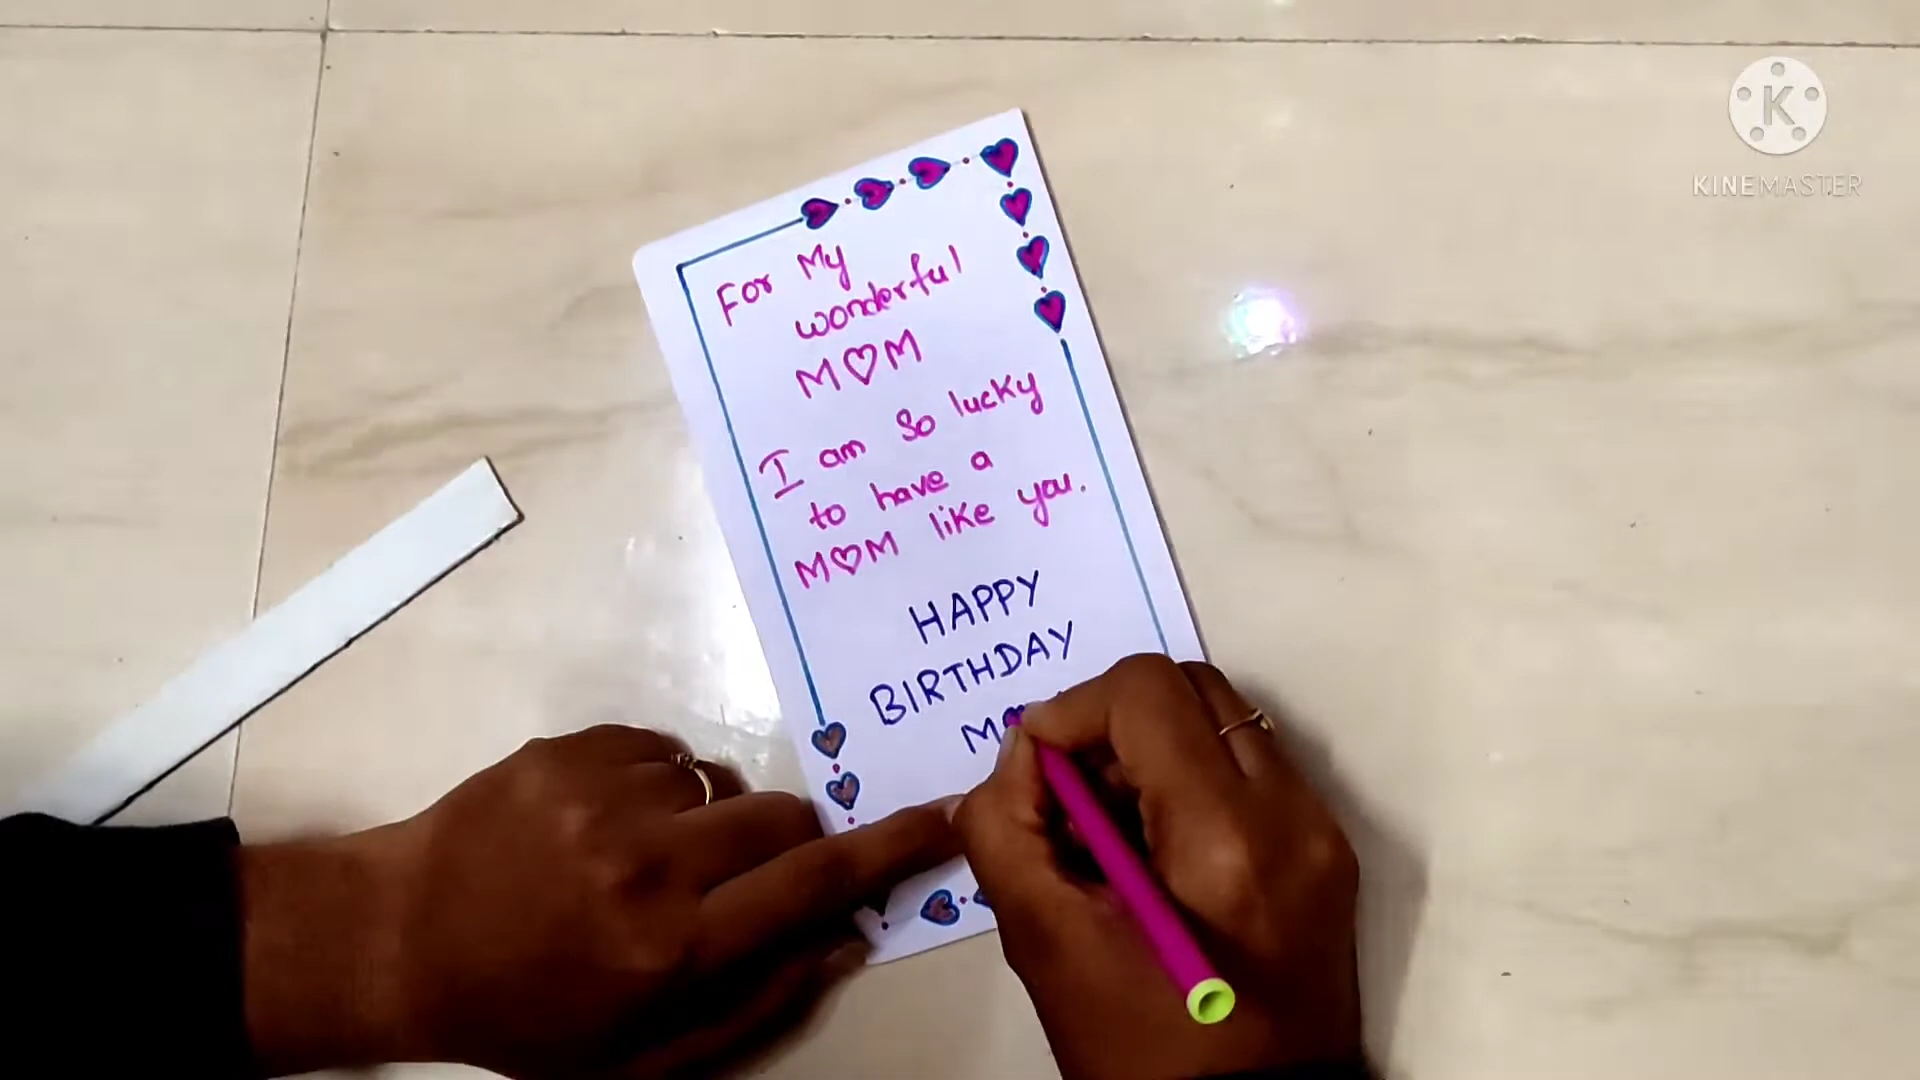 For My
wonderful
M♡M
I am so lucky
to have a
M♡M like you.
HAPPY
BIRTHDAY
K
KINEMASTER